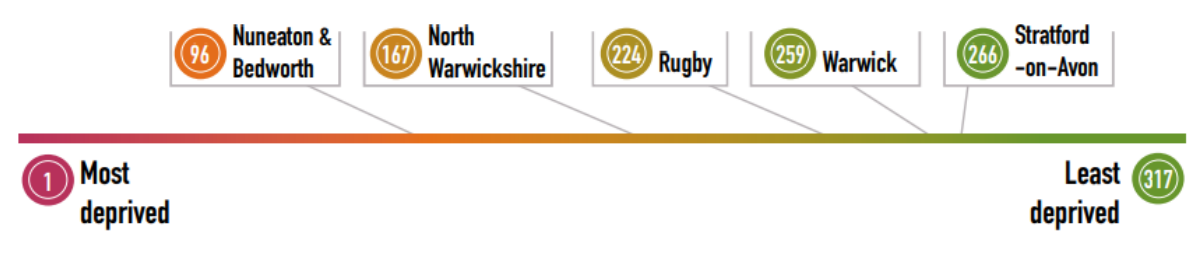 96
Nuneaton &
Bedworth
167
North
Warwickshire
224
Rugby
259
Warwick
266
Stratford
-on-Avon
1
Most
deprived
Least
deprived
317